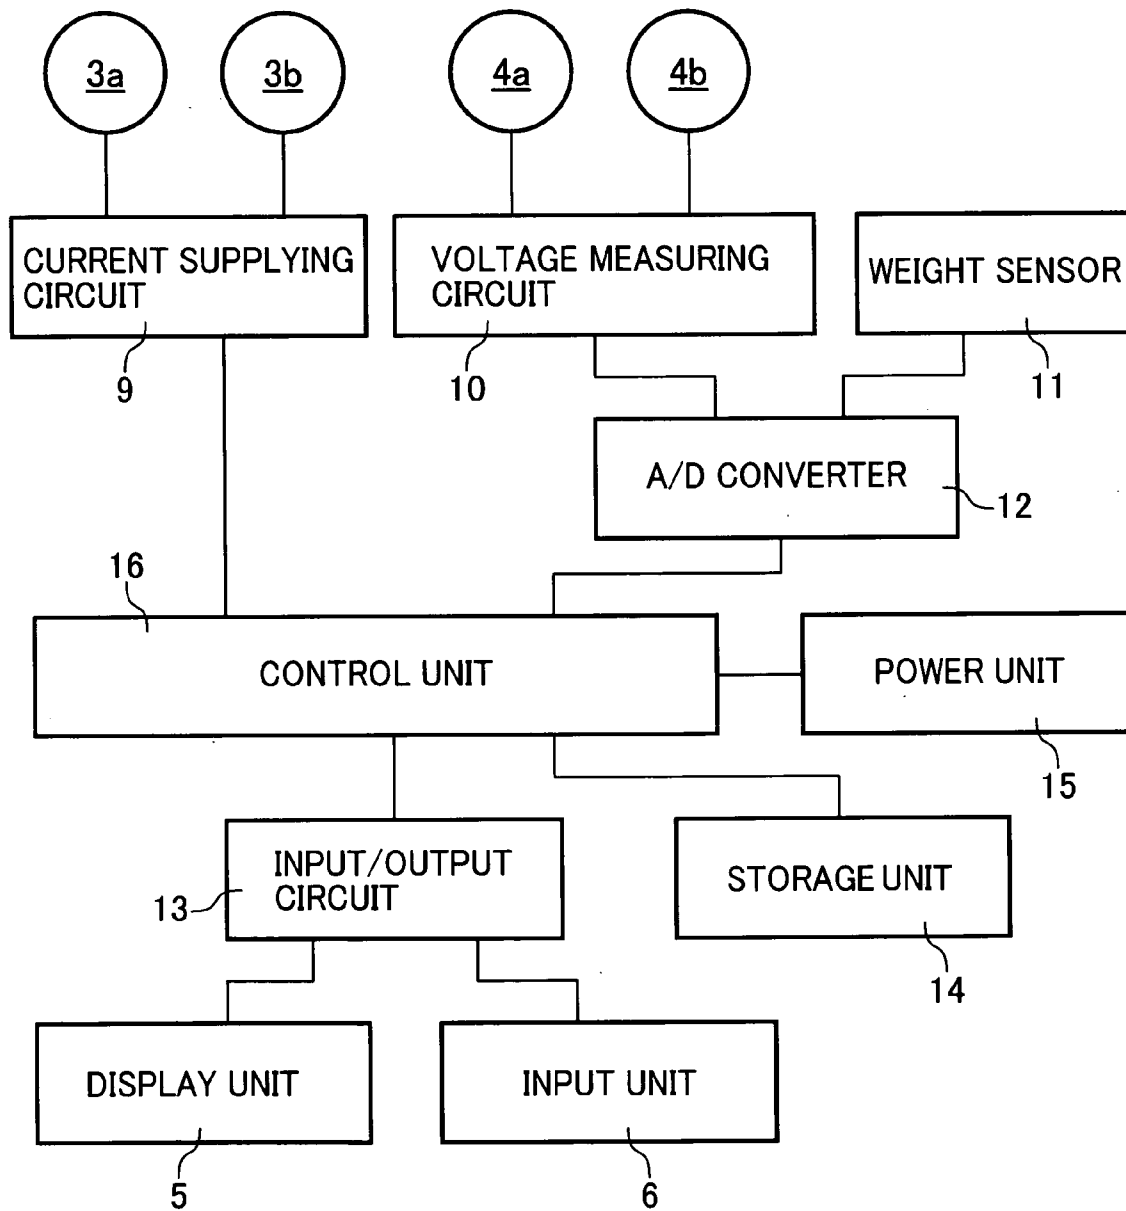 3a
3b
4a
4b
CURRENT SUPPLYING
CIRCUIT
VOLTAGE MEASURING
CIRCUIT
WEIGHT SENSOR
9
10
11
A/D CONVERTER
12
16
CONTROL UNIT
POWER UNIT
15
INPUT/OUTPUT
CIRCUIT
13
STORAGE UNIT
14
DISPLAY UNIT
INPUT UNIT
5
6